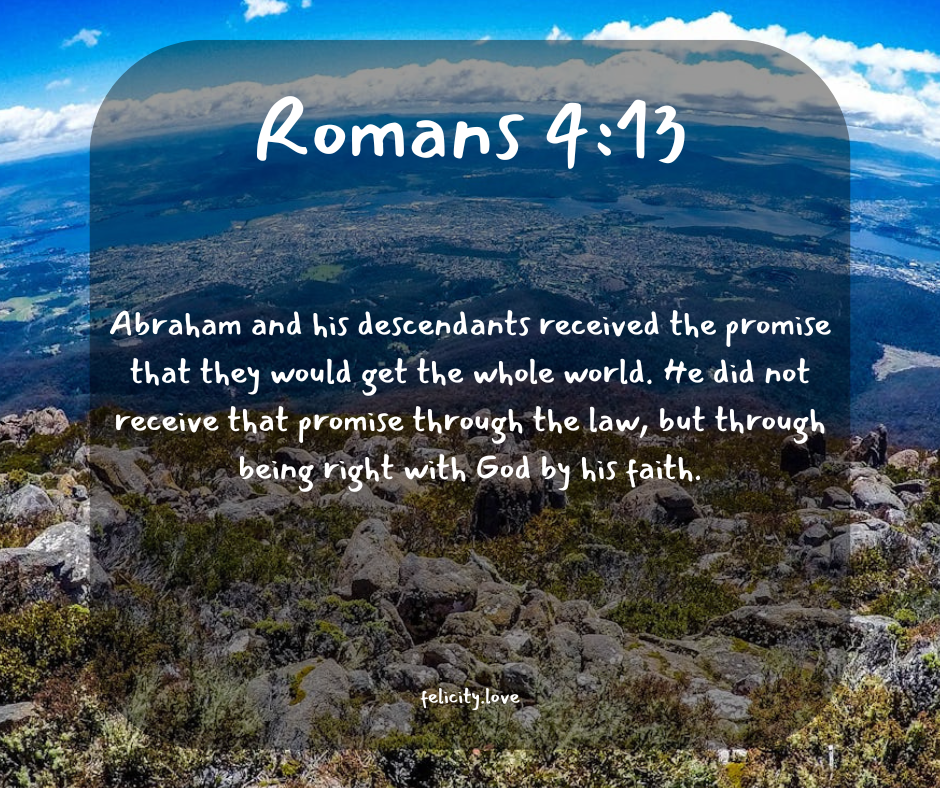 Romans 4:13
Abraham and his descendants received the promise
that they would get the whole world. He did not
receive that promise through the law, but through
being right with God by his faith.
felicity.love